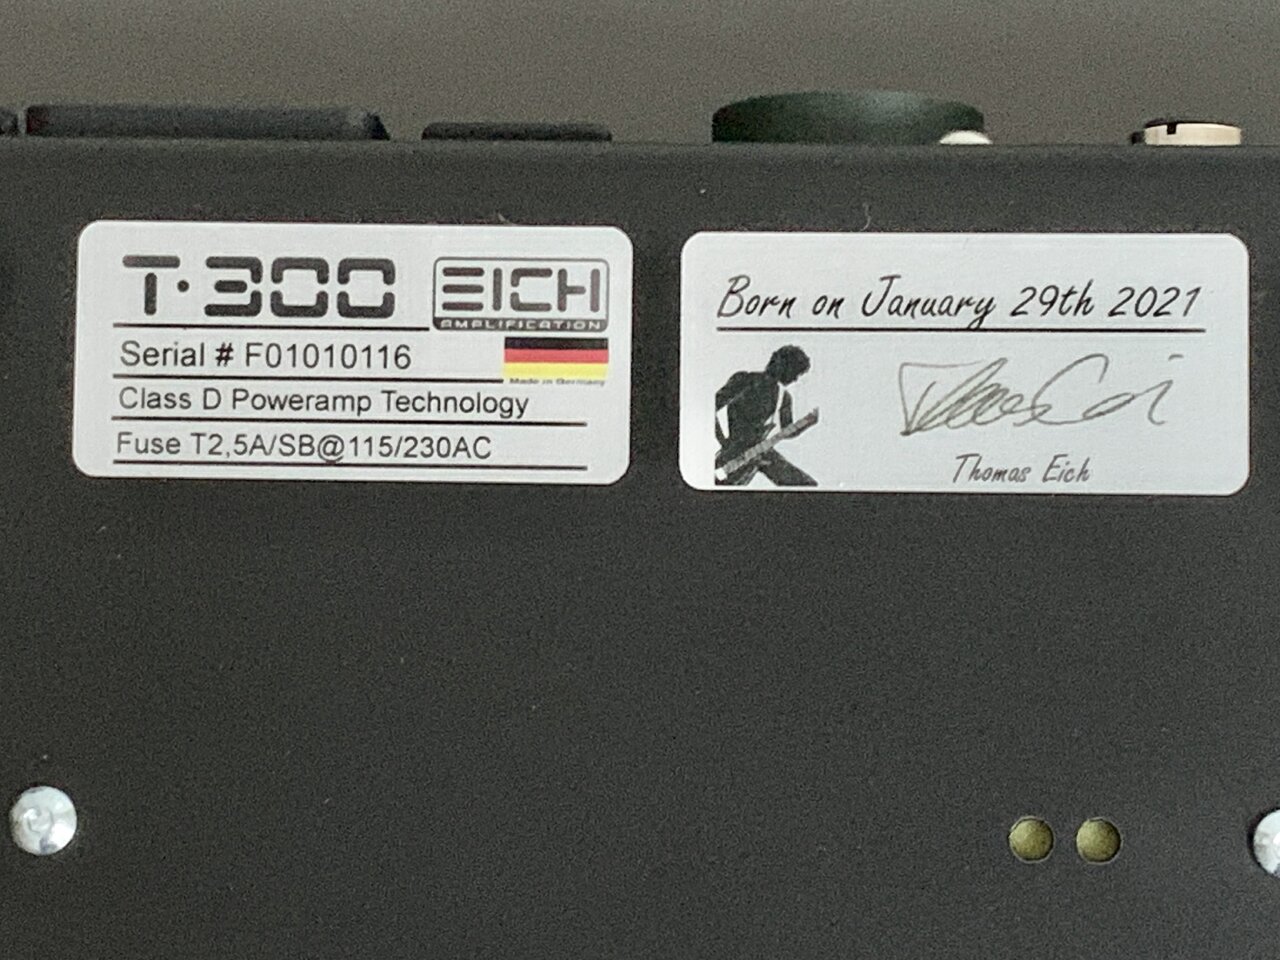 T·300
EICH
AMPLIFICATION
Serial # F01010116
Made in Germany
Class D Poweramp Technology
Fuse T2,5A/SB@115/230AC
Born on January 29th 2021
Thomas Eich